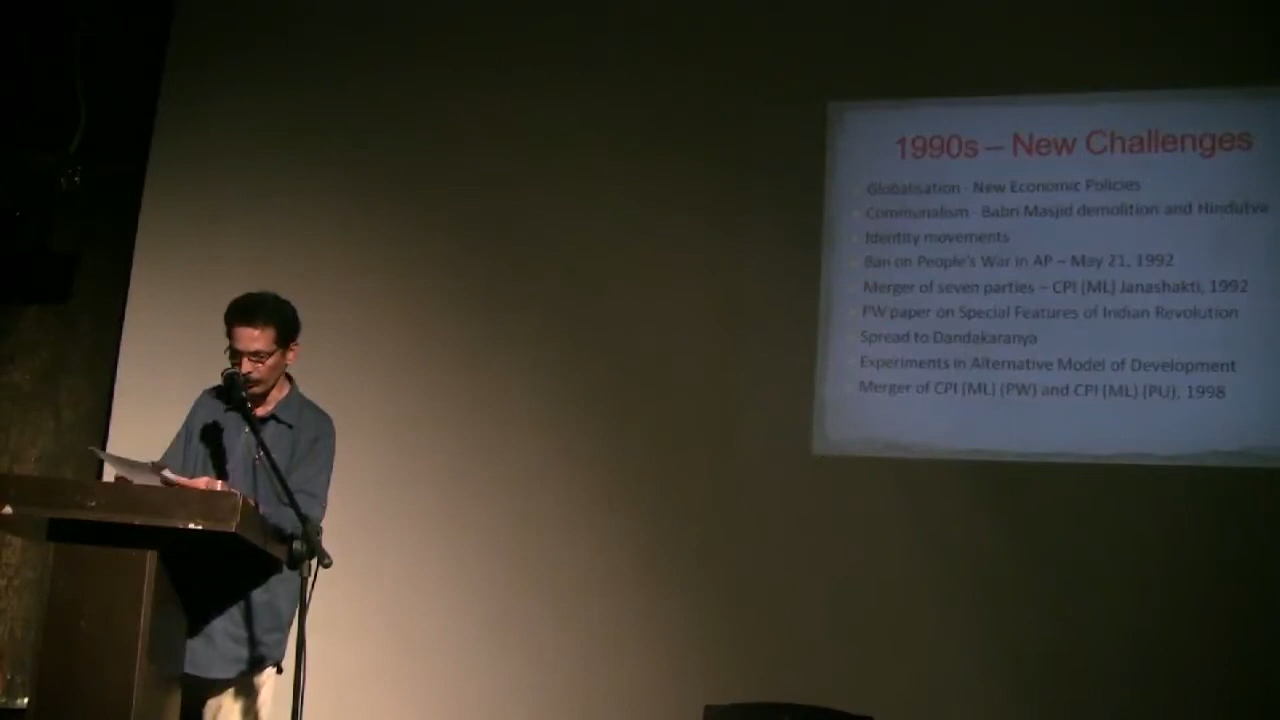 1990s – New Challenges
Globalisation - New Economic Policies
Communalism - Babri Masjid demolition and Hindutva
Identity movements
Ban on People's War in AP – May 21, 1992
Merger of seven parties – CPI (ML) Janashakti, 1992
PW paper on Special Features of Indian Revolution
Spread to Dandakaranya
Experiments in Alternative Model of Development
Merger of CPI (ML) (PW) and CPI (ML) (PU), 1998